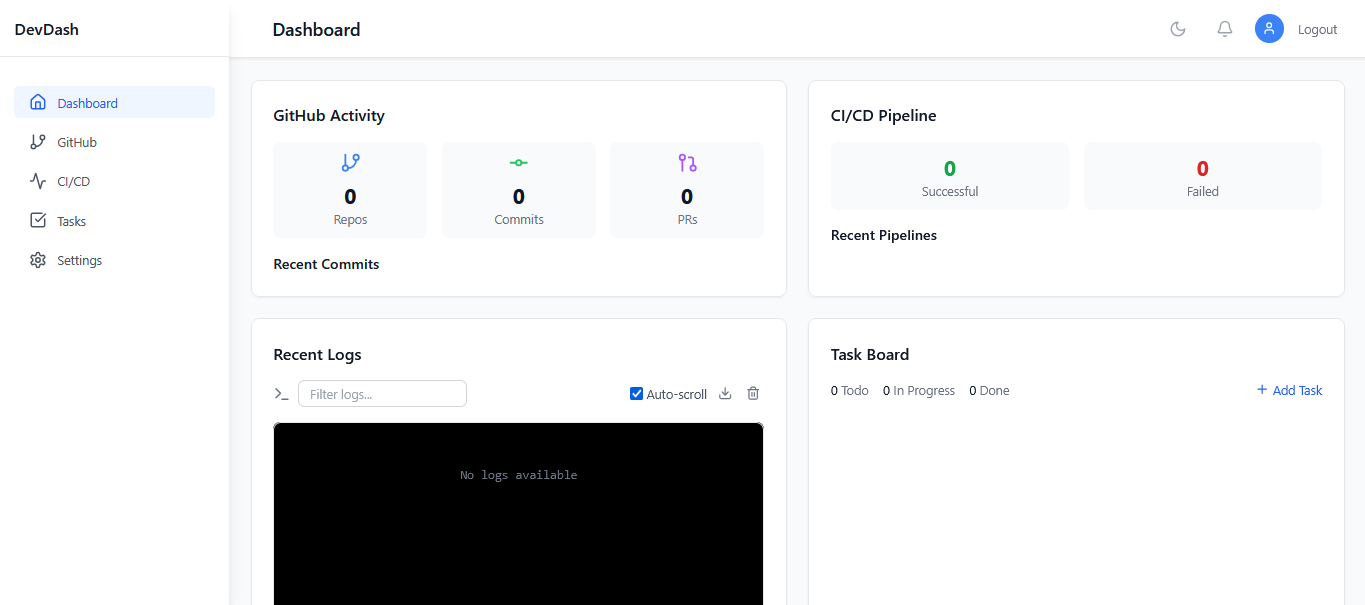 DevDash
Dashboard
Logout
Dashboard
GitHub
CI/CD
Tasks
Settings
GitHub Activity
0
Repos
0
Commits
0
PRs
Recent Commits
CI/CD Pipeline
0
Successful
0
Failed
Recent Pipelines
Recent Logs
Filter logs...
Auto-scroll
No logs available
Task Board
0 Todo 0 In Progress 0 Done
+ Add Task